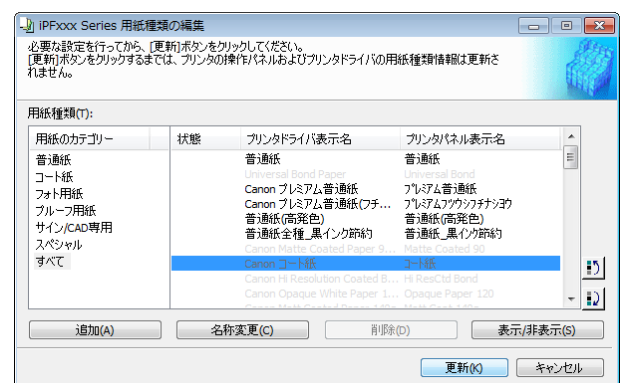 iPFxxx Series 用紙種類の編集
必要な設定を行ってから、[更新]ボタンをクリックしてください。
[更新]ボタンをクリックするまでは、プリンタの操作パネルおよびプリンタドライバの用紙種類情報は更新さ
れません。
用紙種類(T):
用紙のカテゴリー 状態 プリンタドライバ表示名 プリンタパネル表示名
普通紙 普通紙 普通紙
コート紙 Universal Bond Paper Universal Bond
フォト用紙 Canon プレミアム普通紙 プレミアム普通紙
プルーフ用紙 Canon プレミアム普通紙(フチ... プレミアムフツウシフチナシヨウ
サイン/CAD専用 普通紙(高発色) 普通紙(高発色)
スペシャル 普通紙全種_黒インク節約 普通紙_黒インク節約
すべて Canon Matte Coated Paper 9... Matte Coated 90
Canon コート紙 コート紙
Canon Hi Resolution Coated B... Hi ResCtd Bond
Canon Opaque White Paper 1... Opaque Paper 120
Canon Matt Coated Paper 140g Matt Coat 140g
追加(A) 名称変更(C) 削除(D) 表示/非表示(S)
更新(K) キャンセル